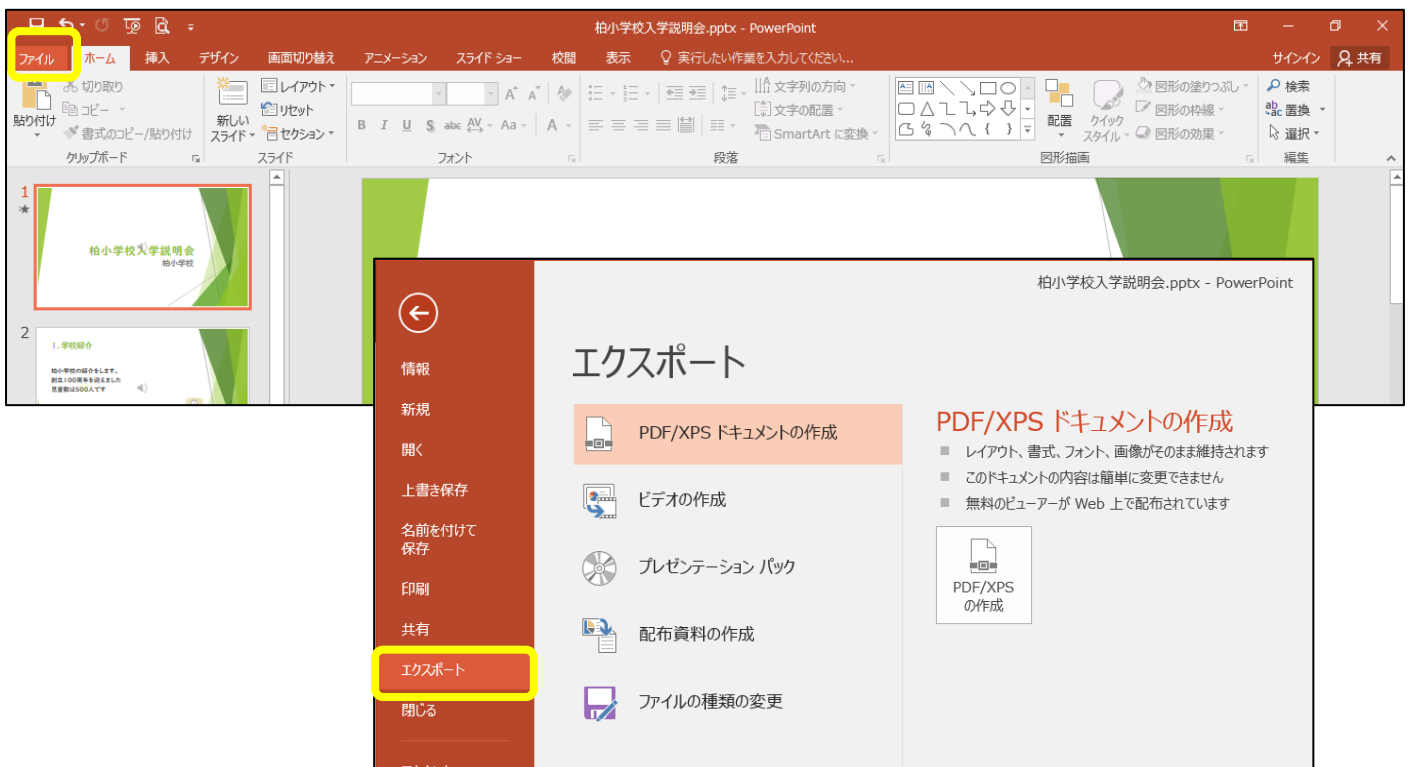 柏小学校入学説明会.pptx - PowerPoint
ファイル ホーム 挿入 デザイン 画面切り替え アニメーション スライド ショー 校閲 表示 実行したい作業を入力してください... サインイン 共有
切り取り
コピー
書式のコピー/貼り付け
貼り付け
クリップボード
新しい
スライド
レイアウト
リセット
セクション
スライド
B I U S abc AV Aa A
フォント
文字列の方向
文字の配置
SmartArt に変換
段落
配置
クイック
スタイル
図形の塗りつぶし
図形の枠線
図形の効果
図形描画
検索
置換
選択
編集
1
柏小学校入学説明会
柏小学校
2
1.学校紹介
柏小学校の紹介をします。
創立100周年を迎えました
児童数は500人です
柏小学校入学説明会.pptx - PowerPoint
情報
新規
開く
上書き保存
名前を付けて
保存
印刷
共有
エクスポート
閉じる
エクスポート
PDF/XPS ドキュメントの作成
ビデオの作成
プレゼンテーション パック
配布資料の作成
ファイルの種類の変更
PDF/XPS ドキュメントの作成
レイアウト、書式、フォント、画像がそのまま維持されます
このドキュメントの内容は簡単に変更できません
無料のビューアーが Web 上で配布されています
PDF/XPS
の作成